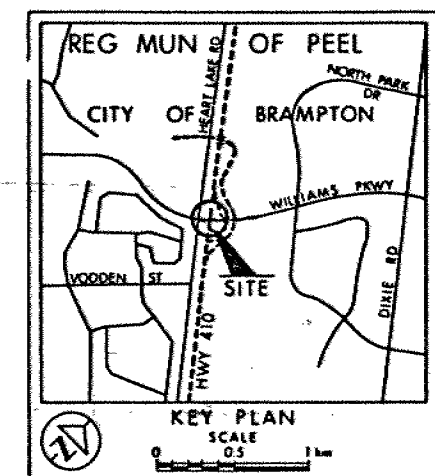 REG MUN OF PEEL
NORTH PARK DR
HEART LAKE RD
CITY OF BRAMPTON
WILLIAMS PKWY
VODDEN ST
SITE
DIXIE RD
HWY 410
KEY PLAN
SCALE
0 0.5 1 km
N